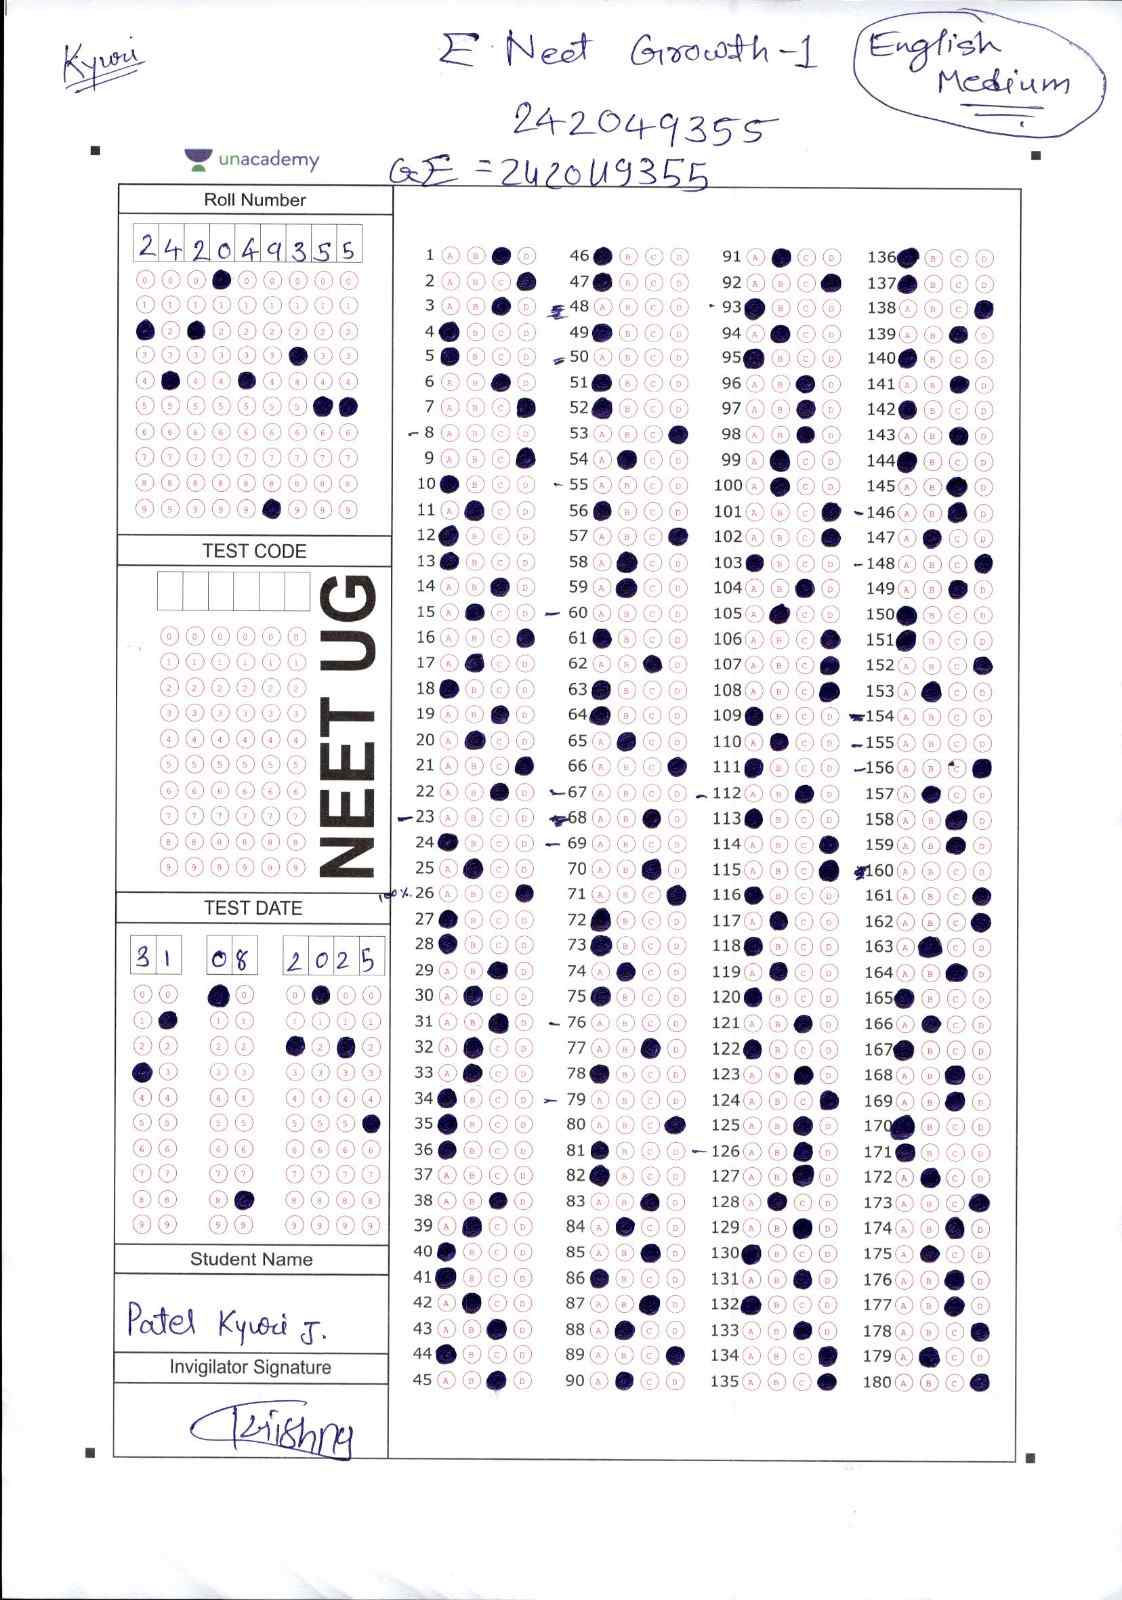 Kyuvi
E Neet Growth-1
English
Medium
242049355
unacademy
GE = 242049355
Roll Number
2 4 2 0 4 9 3 5 5
TEST CODE
NEET UG
TEST DATE
31 08 2025
Student Name
Patel Kyuvi J.
Invigilator Signature
Krishna
100%
1 A B D
2 A B C
3 A B D
4 B C D
5 B C D
6 A B D
7 A B C
8 A B C D
9 A B C
10 B C D
11 A C D
12 B C D
13 B C D
14 A B D
15 A C D
16 A B C
17 A C D
18 B C D
19 A B D
20 A C D
21 A B C
22 A B D
23 A B C D
24 B C D
25 A C D
26 A B C
27 B C D
28 B C D
29 A B D
30 A C D
31 A B D
32 A C D
33 A C D
34 B C D
35 B C D
36 B C D
37 A B C D
38 A B D
39 A C D
40 B C D
41 B C D
42 A C D
43 A B D
44 B C D
45 A B D
46 B C D
47 B C D
48 A B C D
49 B C D
50 A B C D
51 B C D
52 B C D
53 A B C
54 A C D
55 A B C D
56 B C D
57 A B C
58 A C D
59 A C D
60 A B C D
61 B C D
62 A B D
63 B C D
64 B C D
65 A C D
66 A B C
67 A B C D
68 A B D
69 A B C D
70 A B D
71 A B C
72 B C D
73 B C D
74 A C D
75 B C D
76 A B C D
77 A B D
78 B C D
79 A B C D
80 A B C
81 B C D
82 B C D
83 A B D
84 A C D
85 A B D
86 B C D
87 A B D
88 A C D
89 A B C
90 A C D
91 A C D
92 A B C
93 B C D
94 A C D
95 B C D
96 A B D
97 A B D
98 A B D
99 A C D
100 A C D
101 A B C
102 A B C
103 B C D
104 A B D
105 A C D
106 A B C
107 A B C
108 A B C
109 B C D
110 A C D
111 B C D
112 A B D
113 B C D
114 A B C
115 A B C
116 B C D
117 A C D
118 B C D
119 A C D
120 B C D
121 A B D
122 B C D
123 A B D
124 A B C
125 A B D
126 A B D
127 A B D
128 A C D
129 A B D
130 B C D
131 A B D
132 B C D
133 A B D
134 A B C
135 A B C
136 B C D
137 B C D
138 A B C
139 A B D
140 B C D
141 A B D
142 B C D
143 A B D
144 B C D
145 A B D
146 A B D
147 A C D
148 A B C
149 A B D
150 B C D
151 B C D
152 A B C
153 A C D
154 A B C D
155 A B C D
156 A B C
157 A C D
158 A B D
159 A B D
160 A B C D
161 A B C
162 A B C
163 A C D
164 A B D
165 B C D
166 A C D
167 B C D
168 A B D
169 A B D
170 B C D
171 B C D
172 A C D
173 A B C
174 A B D
175 A C D
176 A B D
177 A B D
178 A B C
179 A C D
180 A B C